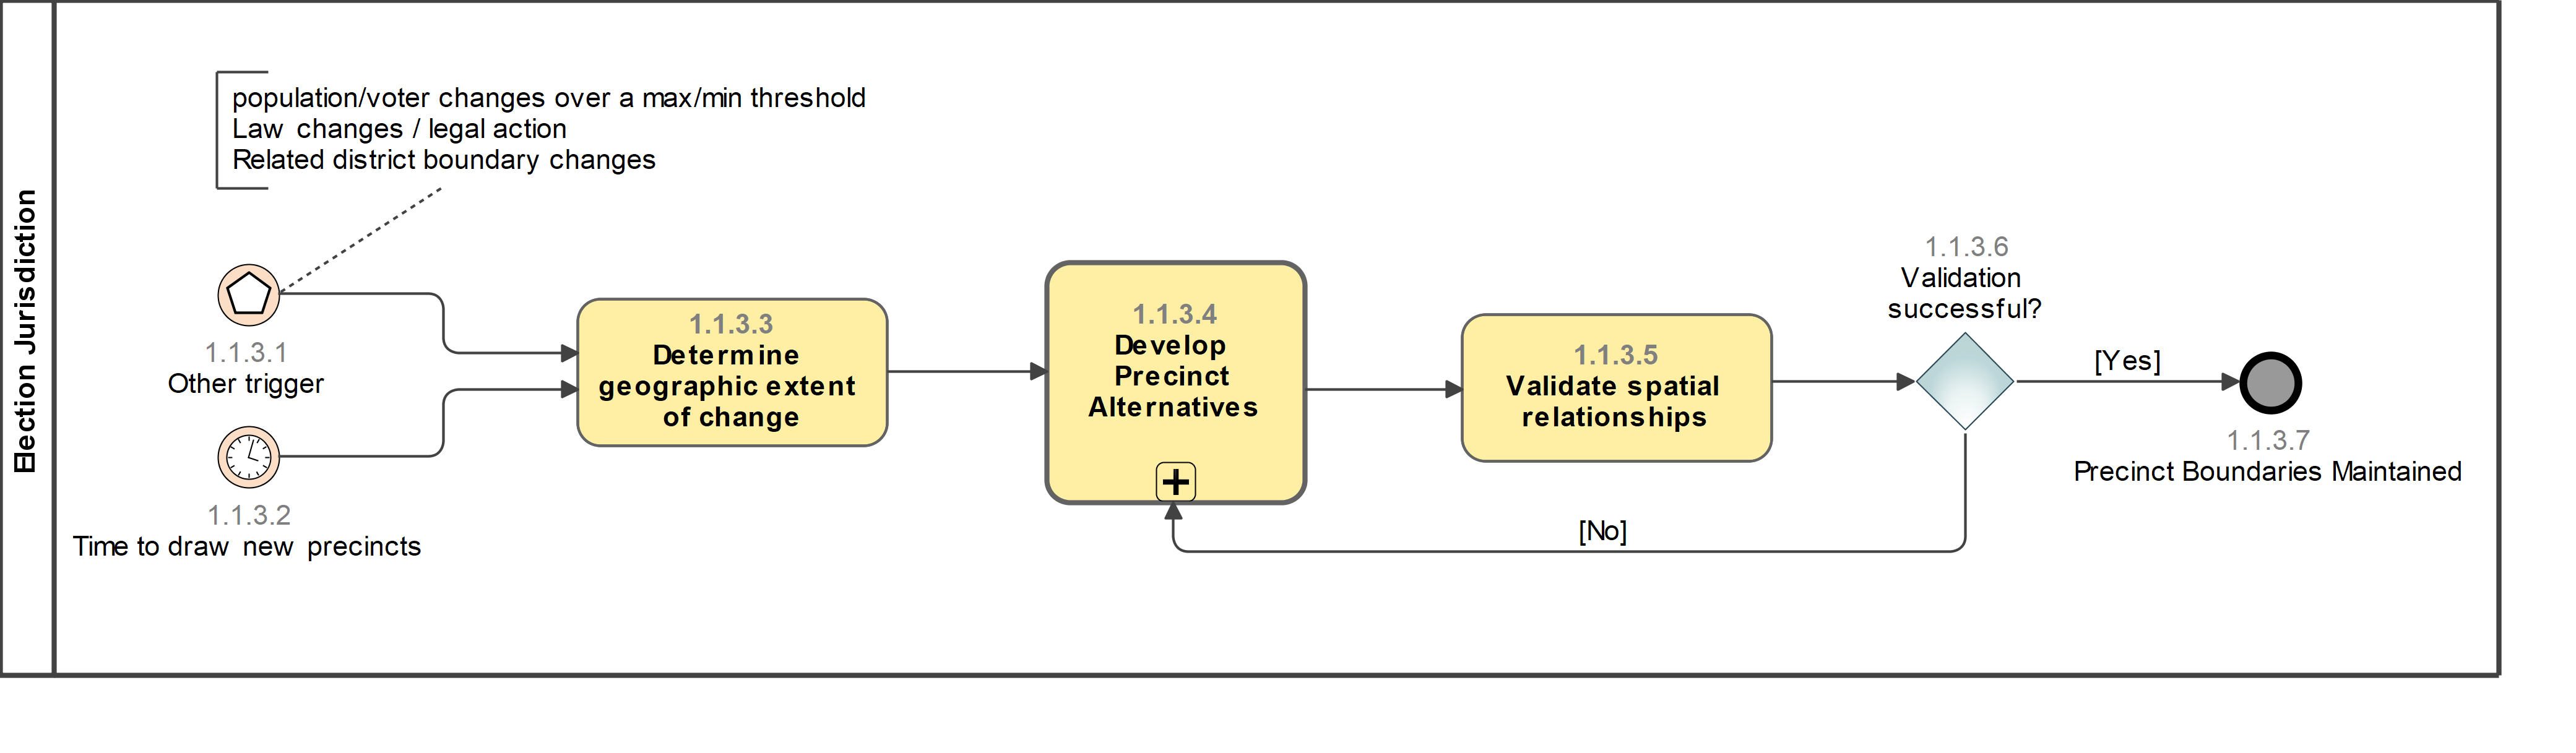 Election Jurisdiction
population/voter changes over a max/min threshold
Law changes / legal action
Related district boundary changes
1.1.3.1
Other trigger
1.1.3.2
Time to draw new precincts
1.1.3.3
Determine
geographic extent
of change
1.1.3.4
Develop
Precinct
Alternatives
1.1.3.5
Validate spatial
relationships
1.1.3.6
Validation
successful?
[Yes]
[No]
1.1.3.7
Precinct Boundaries Maintained